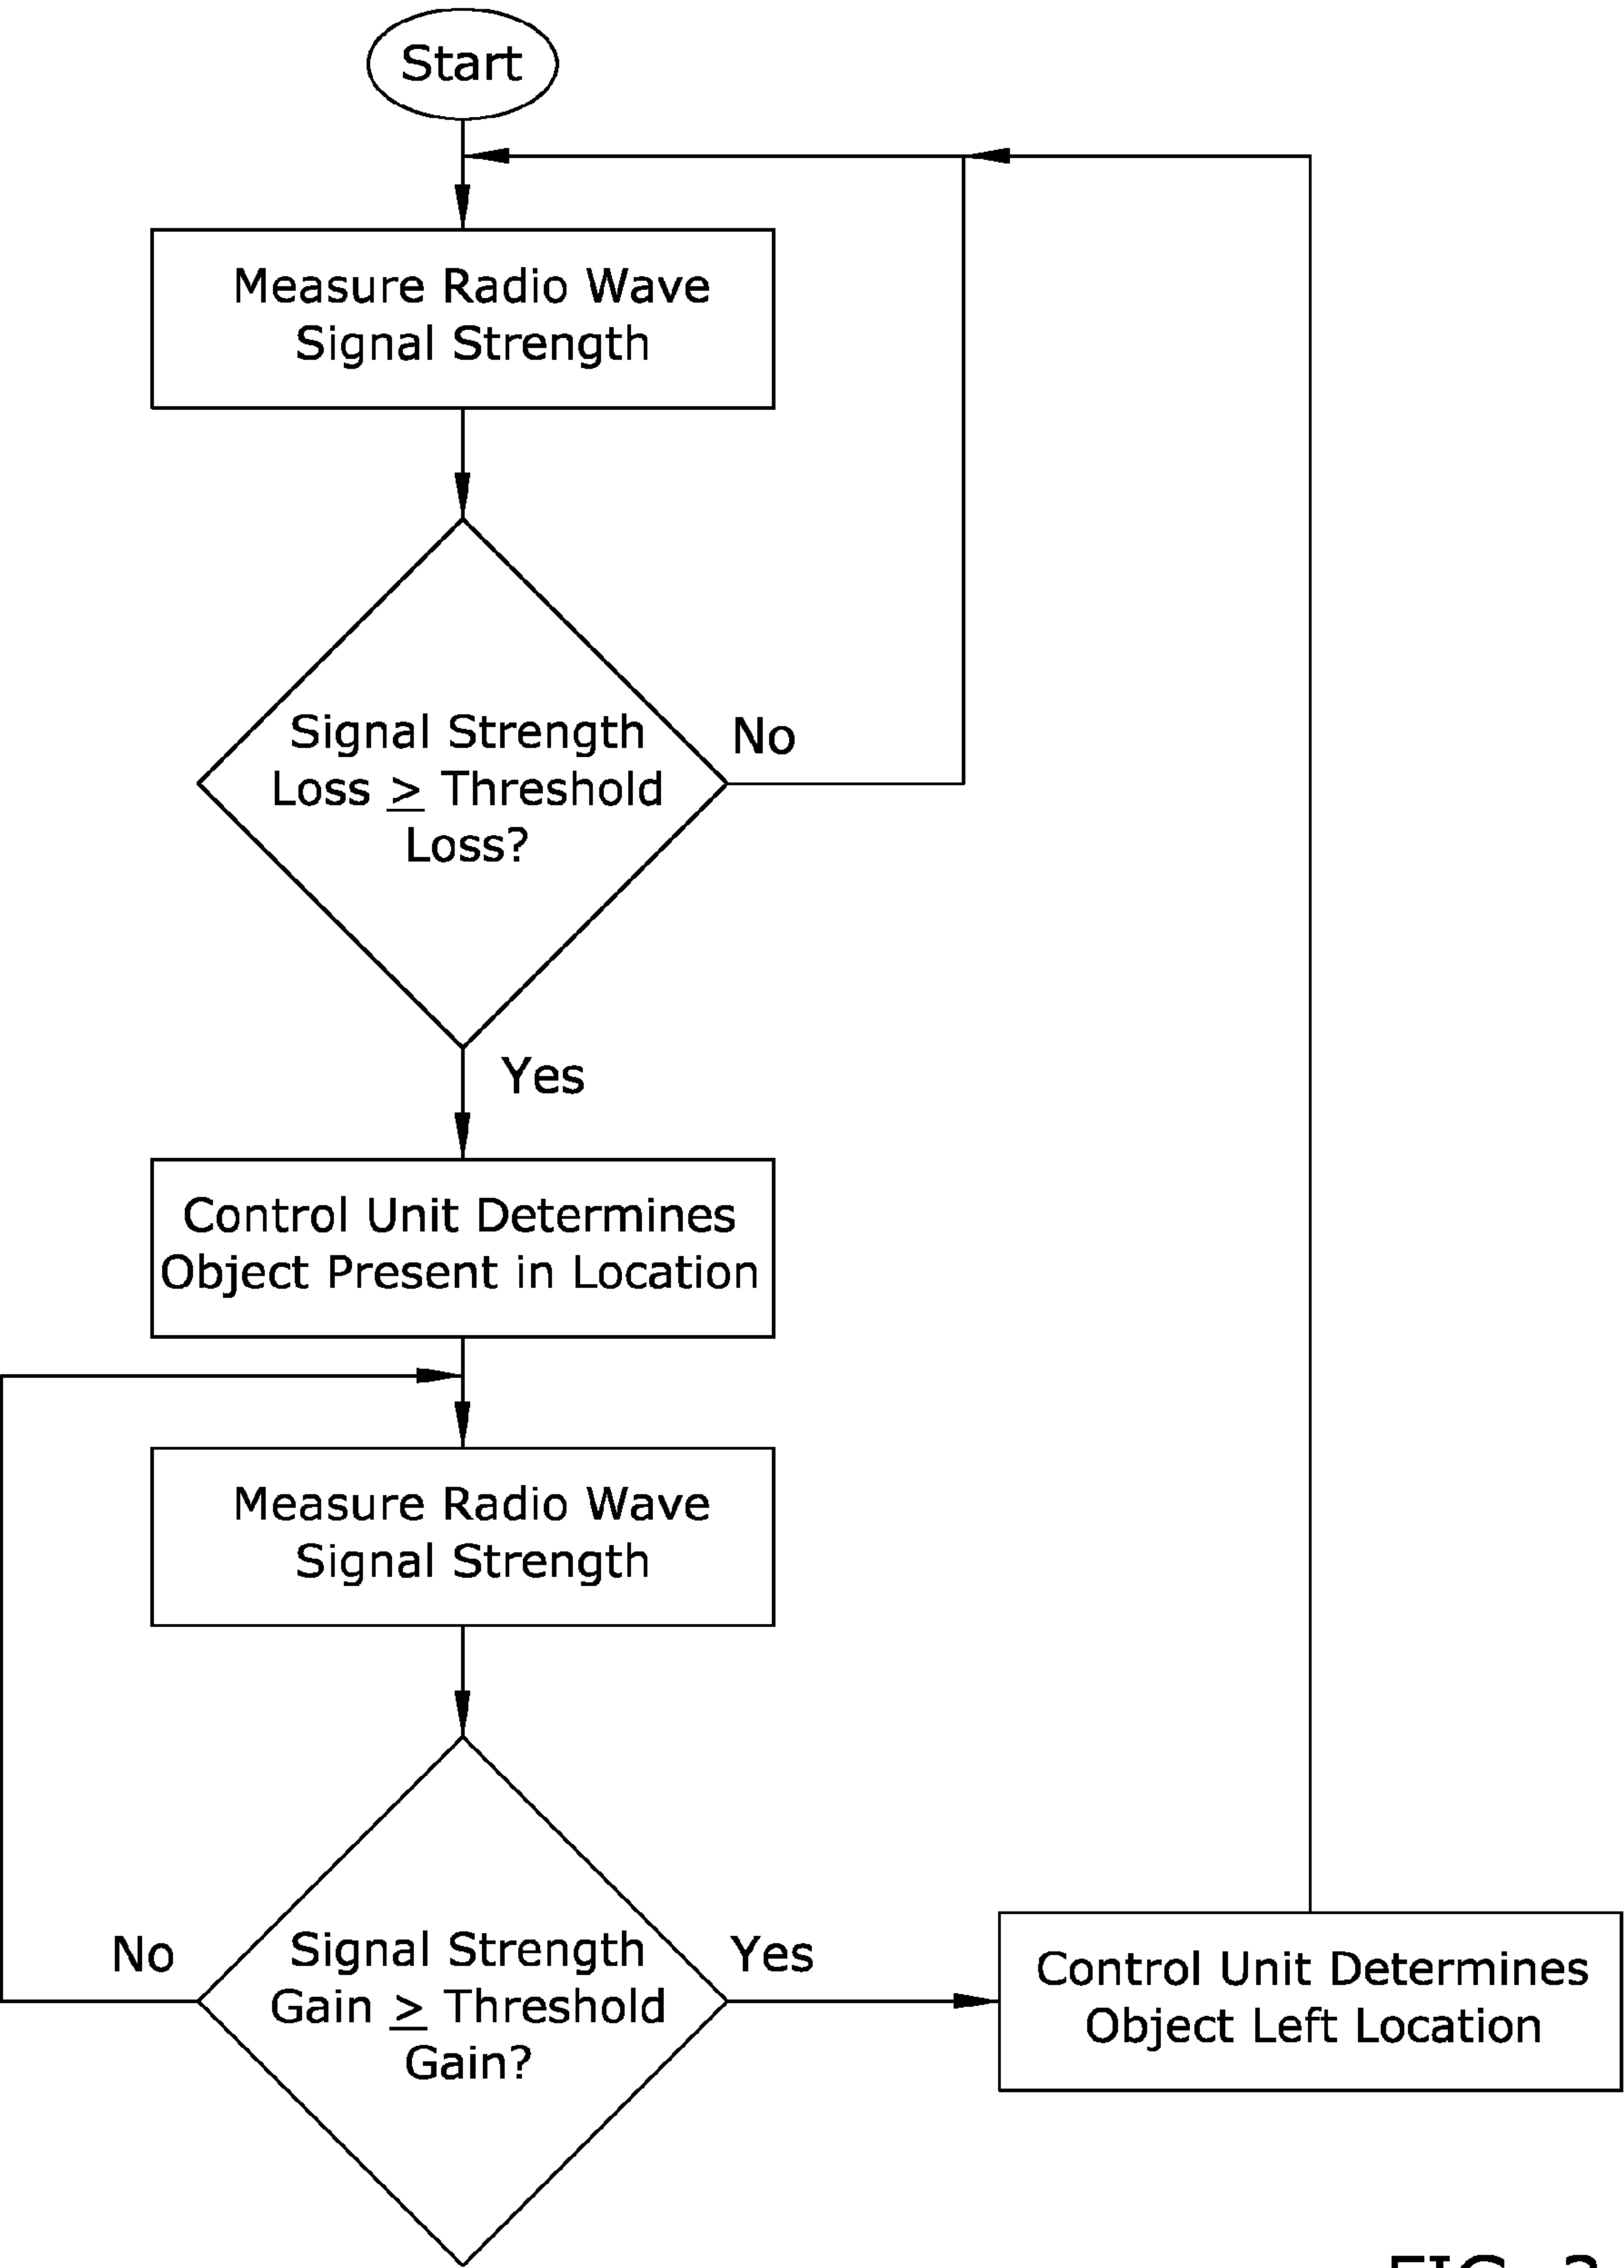 Start
Measure Radio Wave
Signal Strength
Signal Strength
Loss ≥ Threshold
Loss?
No
Yes
Control Unit Determines
Object Present in Location
Measure Radio Wave
Signal Strength
No
Signal Strength
Gain ≥ Threshold
Gain?
Yes
Control Unit Determines
Object Left Location